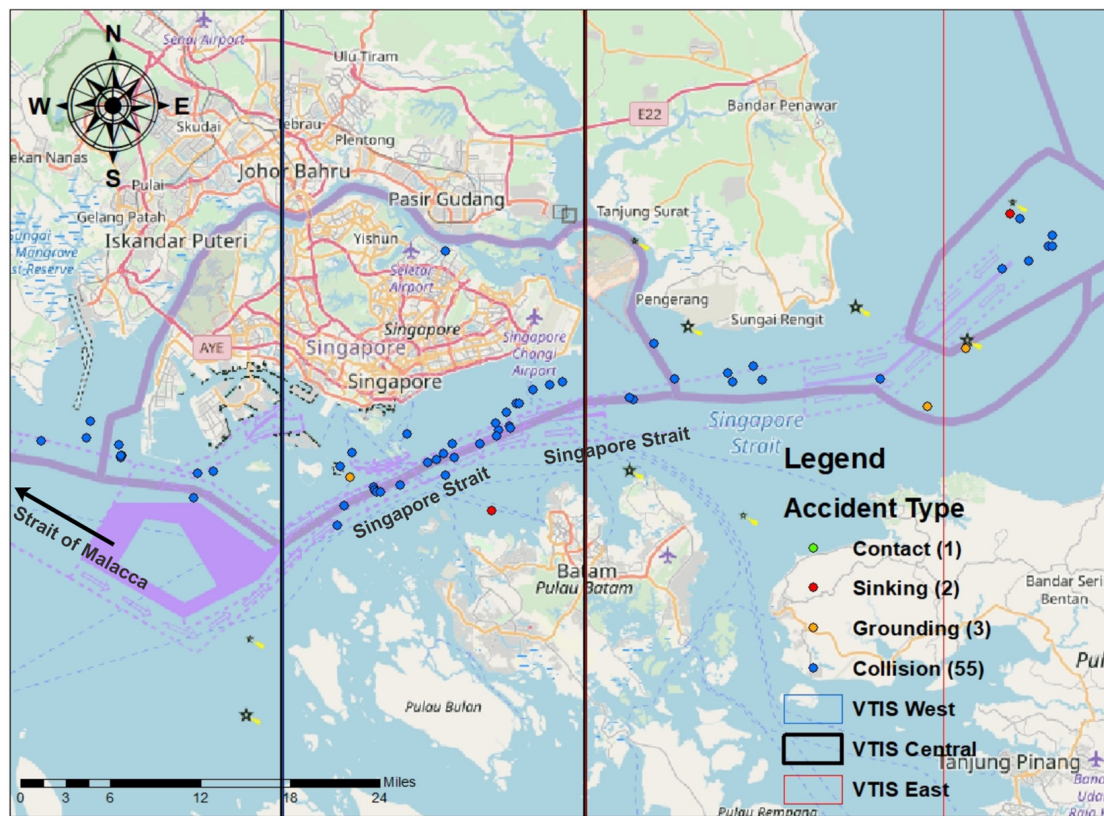 N
W
E
S
Senai Airport
Ulu Tiram
Skudai
Plentong
E22
Bandar Penawar
ekan Nanas
Pulai
Johor Bahru
Gelang Patah
Pasir Gudang
Tanjung Surat
Iskandar Puteri
Yishun
Seletar
Airport
Mangrove
Pengerang
Sungai Rengit
Singapore
AYE
Singapore
Singapore
Singapore
Changi
Airport
Singapore
Strait
Singapore Strait
Singapore Strait
Strait of Malacca
Batam
Pulau Batam
Pulau Bulan
Bandar Seri
Bentan
Legend
Accident Type
Contact (1)
Sinking (2)
Grounding (3)
Collision (55)
VTIS West
VTIS Central
VTIS East
Tanjung Pinang
Pulau Rempang
Miles
0 3 6 12 18 24